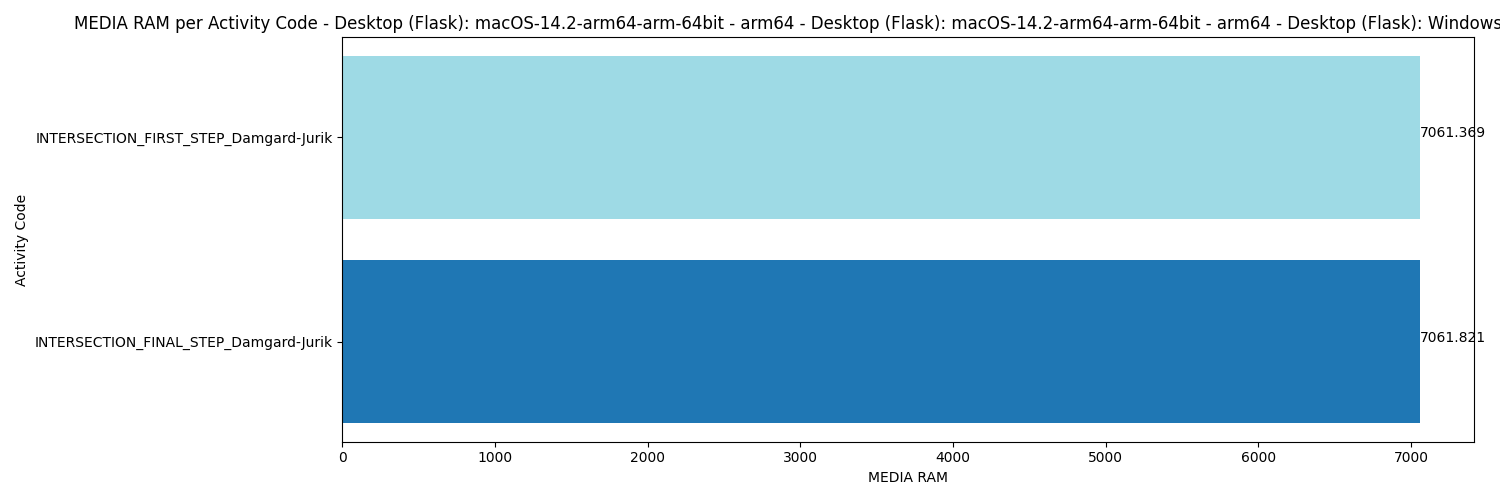 MEDIA RAM per Activity Code - Desktop (Flask): macOS-14.2-arm64-arm-64bit - arm64 - Desktop (Flask): macOS-14.2-arm64-arm-64bit - arm64 - Desktop (Flask): Windows
INTERSECTION_FIRST_STEP_Damgard-Jurik
7061.369
Activity Code
INTERSECTION_FINAL_STEP_Damgard-Jurik
7061.821
0 1000 2000 3000 4000 5000 6000 7000
MEDIA RAM